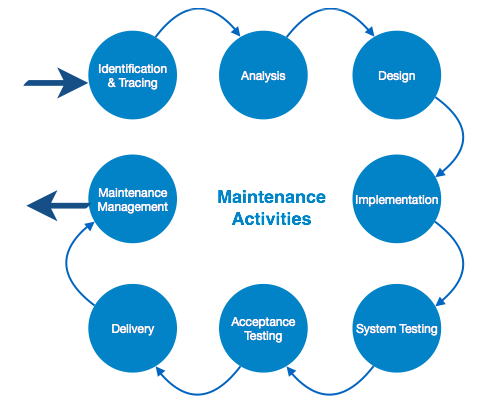 Identification
& Tracing
Analysis
Design
Maintenance
Management
Maintenance
Activities
Implementation
Delivery
Acceptance
Testing
System Testing